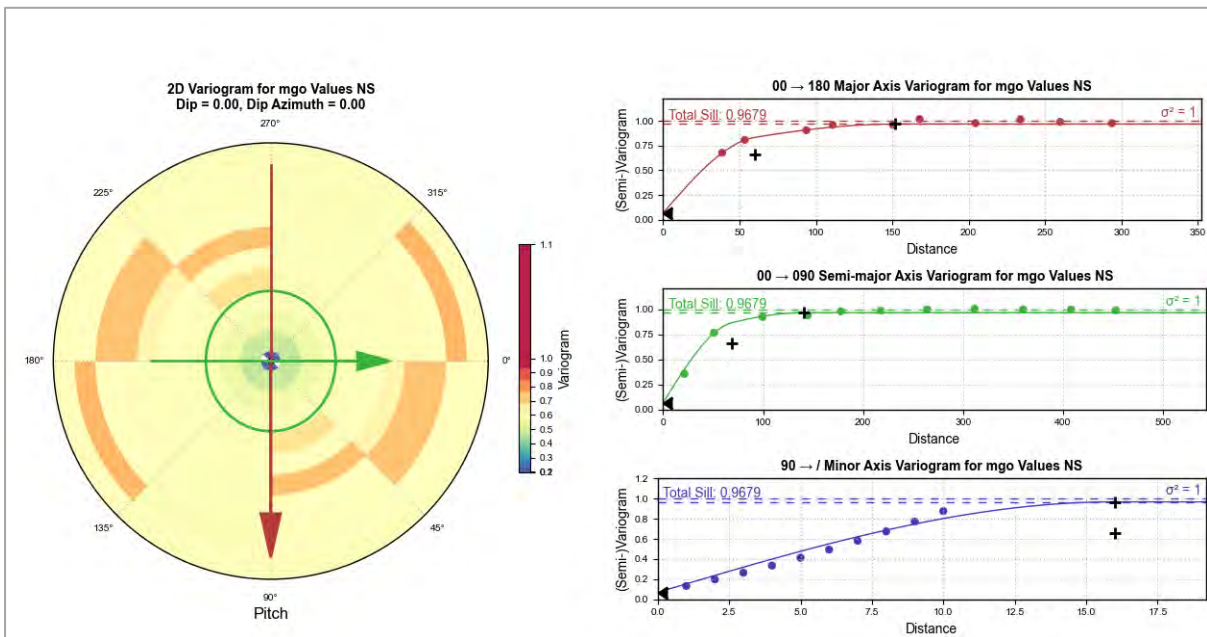 2D Variogram for mgo Values NS
Dip = 0.00, Dip Azimuth = 0.00
270°
225°
315°
180°
0°
135°
45°
90°
Pitch
1.1
1.0
0.9
0.8
0.7
0.6
0.5
0.4
0.3
0.2
Variogram
00 → 180 Major Axis Variogram for mgo Values NS
Total Sill: 0.9679
σ² = 1
1.00
0.75
0.50
0.25
0.00
(Semi-)Variogram
0 50 100 150 200 250 300 350
Distance
00 → 090 Semi-major Axis Variogram for mgo Values NS
Total Sill: 0.9679
σ² = 1
1.00
0.75
0.50
0.25
0.00
(Semi-)Variogram
0 100 200 300 400 500
Distance
90 → / Minor Axis Variogram for mgo Values NS
1.2
Total Sill: 0.9679
σ² = 1
1.0
0.8
0.6
0.4
0.2
0.0
(Semi-)Variogram
0.0 2.5 5.0 7.5 10.0 12.5 15.0 17.5
Distance